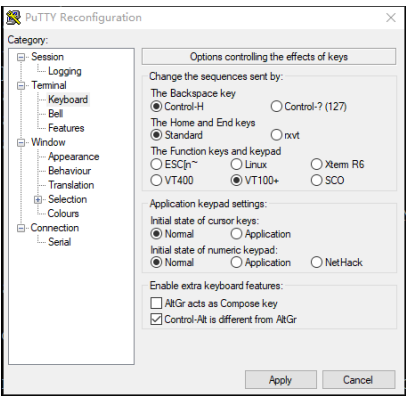 PuTTY Reconfiguration
Category:
Session
Logging
Terminal
Keyboard
Bell
Features
Window
Appearance
Behaviour
Translation
Selection
Colours
Connection
Serial
Options controlling the effects of keys
Change the sequences sent by:
The Backspace key
Control-H Control-? (127)
The Home and End keys
Standard rxvt
The Function keys and keypad
ESC[n~ Linux Xterm R6
VT400 VT100+ SCO
Application keypad settings:
Initial state of cursor keys:
Normal Application
Initial state of numeric keypad:
Normal Application NetHack
Enable extra keyboard features:
AltGr acts as Compose key
Control-Alt is different from AltGr
Apply Cancel